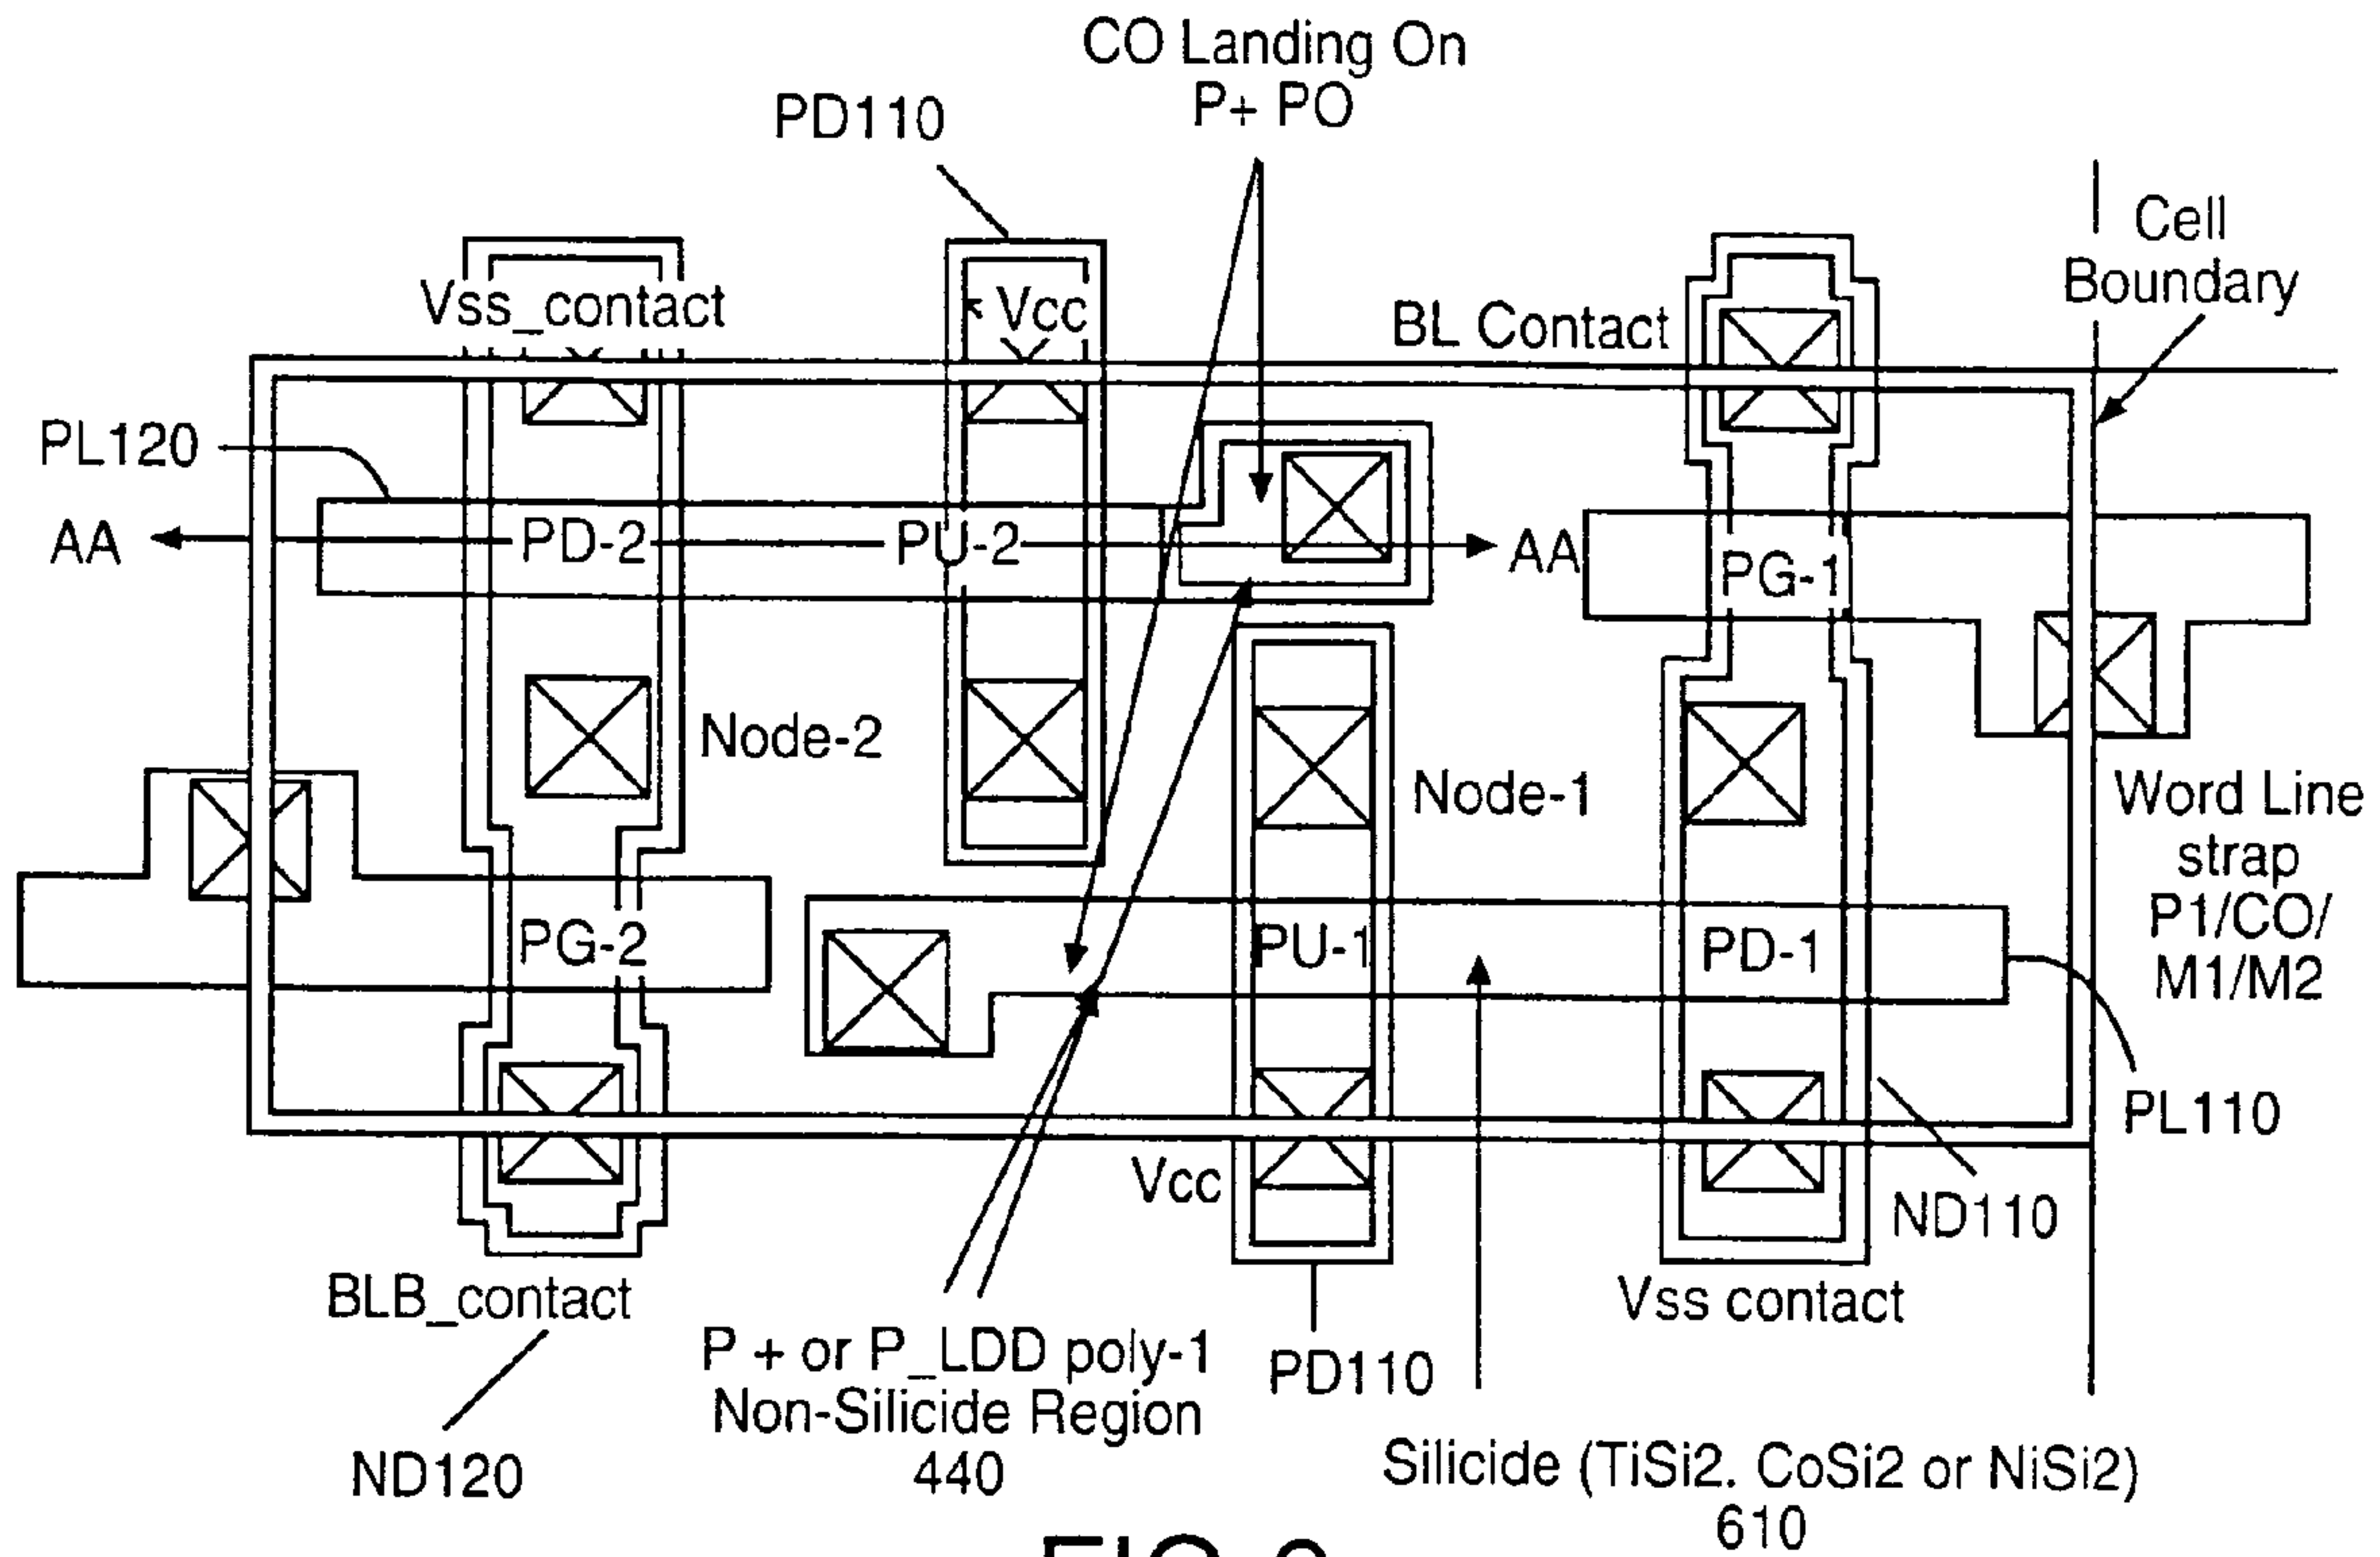 CO Landing On
P+ PO
PD110
Cell
Boundary
Vss_contact
Vcc
BL Contact
PL120
AA
PD-2
PU-2
AA
PG-1
Node-2
Node-1
Word Line
strap
P1/CO/
M1/M2
PG-2
PU-1
PD-1
PL110
Vcc
ND110
BLB_contact
Vss contact
P + or P_LDD poly-1
Non-Silicide Region
440
PD110
ND120
Silicide (TiSi2. CoSi2 or NiSi2)
610